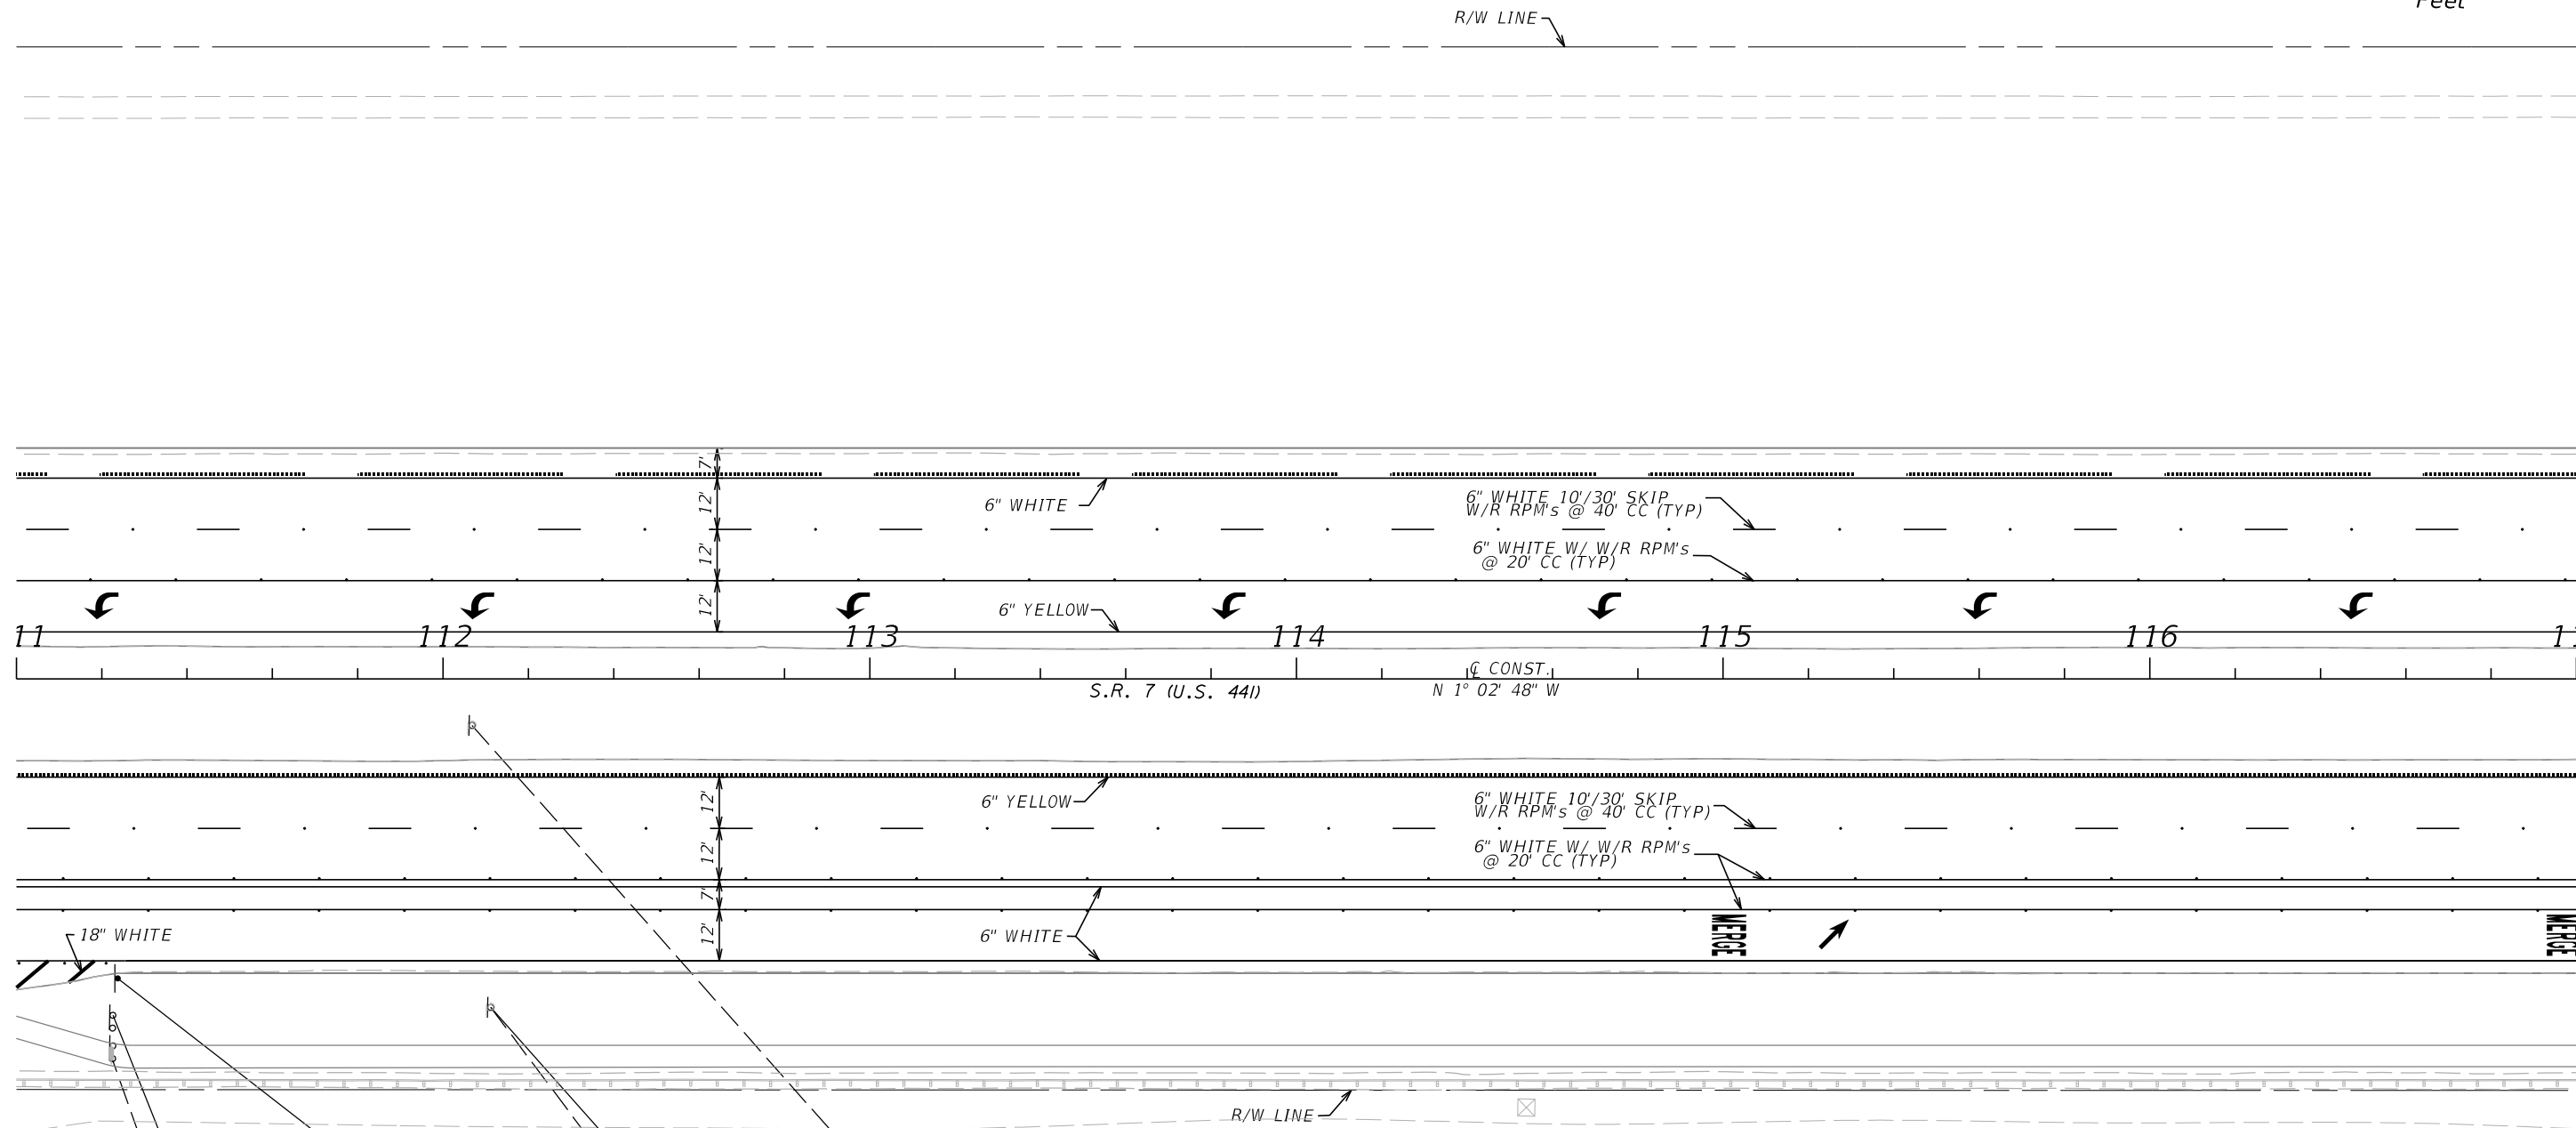 Feet
R/W LINE
7'
12'
6" WHITE
6" WHITE 10'/30' SKIP
W/R RPM's @ 40' CC (TYP)
12'
6" WHITE W/ W/R RPM's
@ 20' CC (TYP)
12'
6" YELLOW
11
112
113
114
115
116
℄ CONST.
S.R. 7 (U.S. 441)
N 1° 02' 48" W
12'
6" YELLOW
6" WHITE 10'/30' SKIP
W/R RPM's @ 40' CC (TYP)
12'
6" WHITE W/ W/R RPM's
@ 20' CC (TYP)
7'
18" WHITE
12'
6" WHITE
MERGE
MERGE
R/W LINE